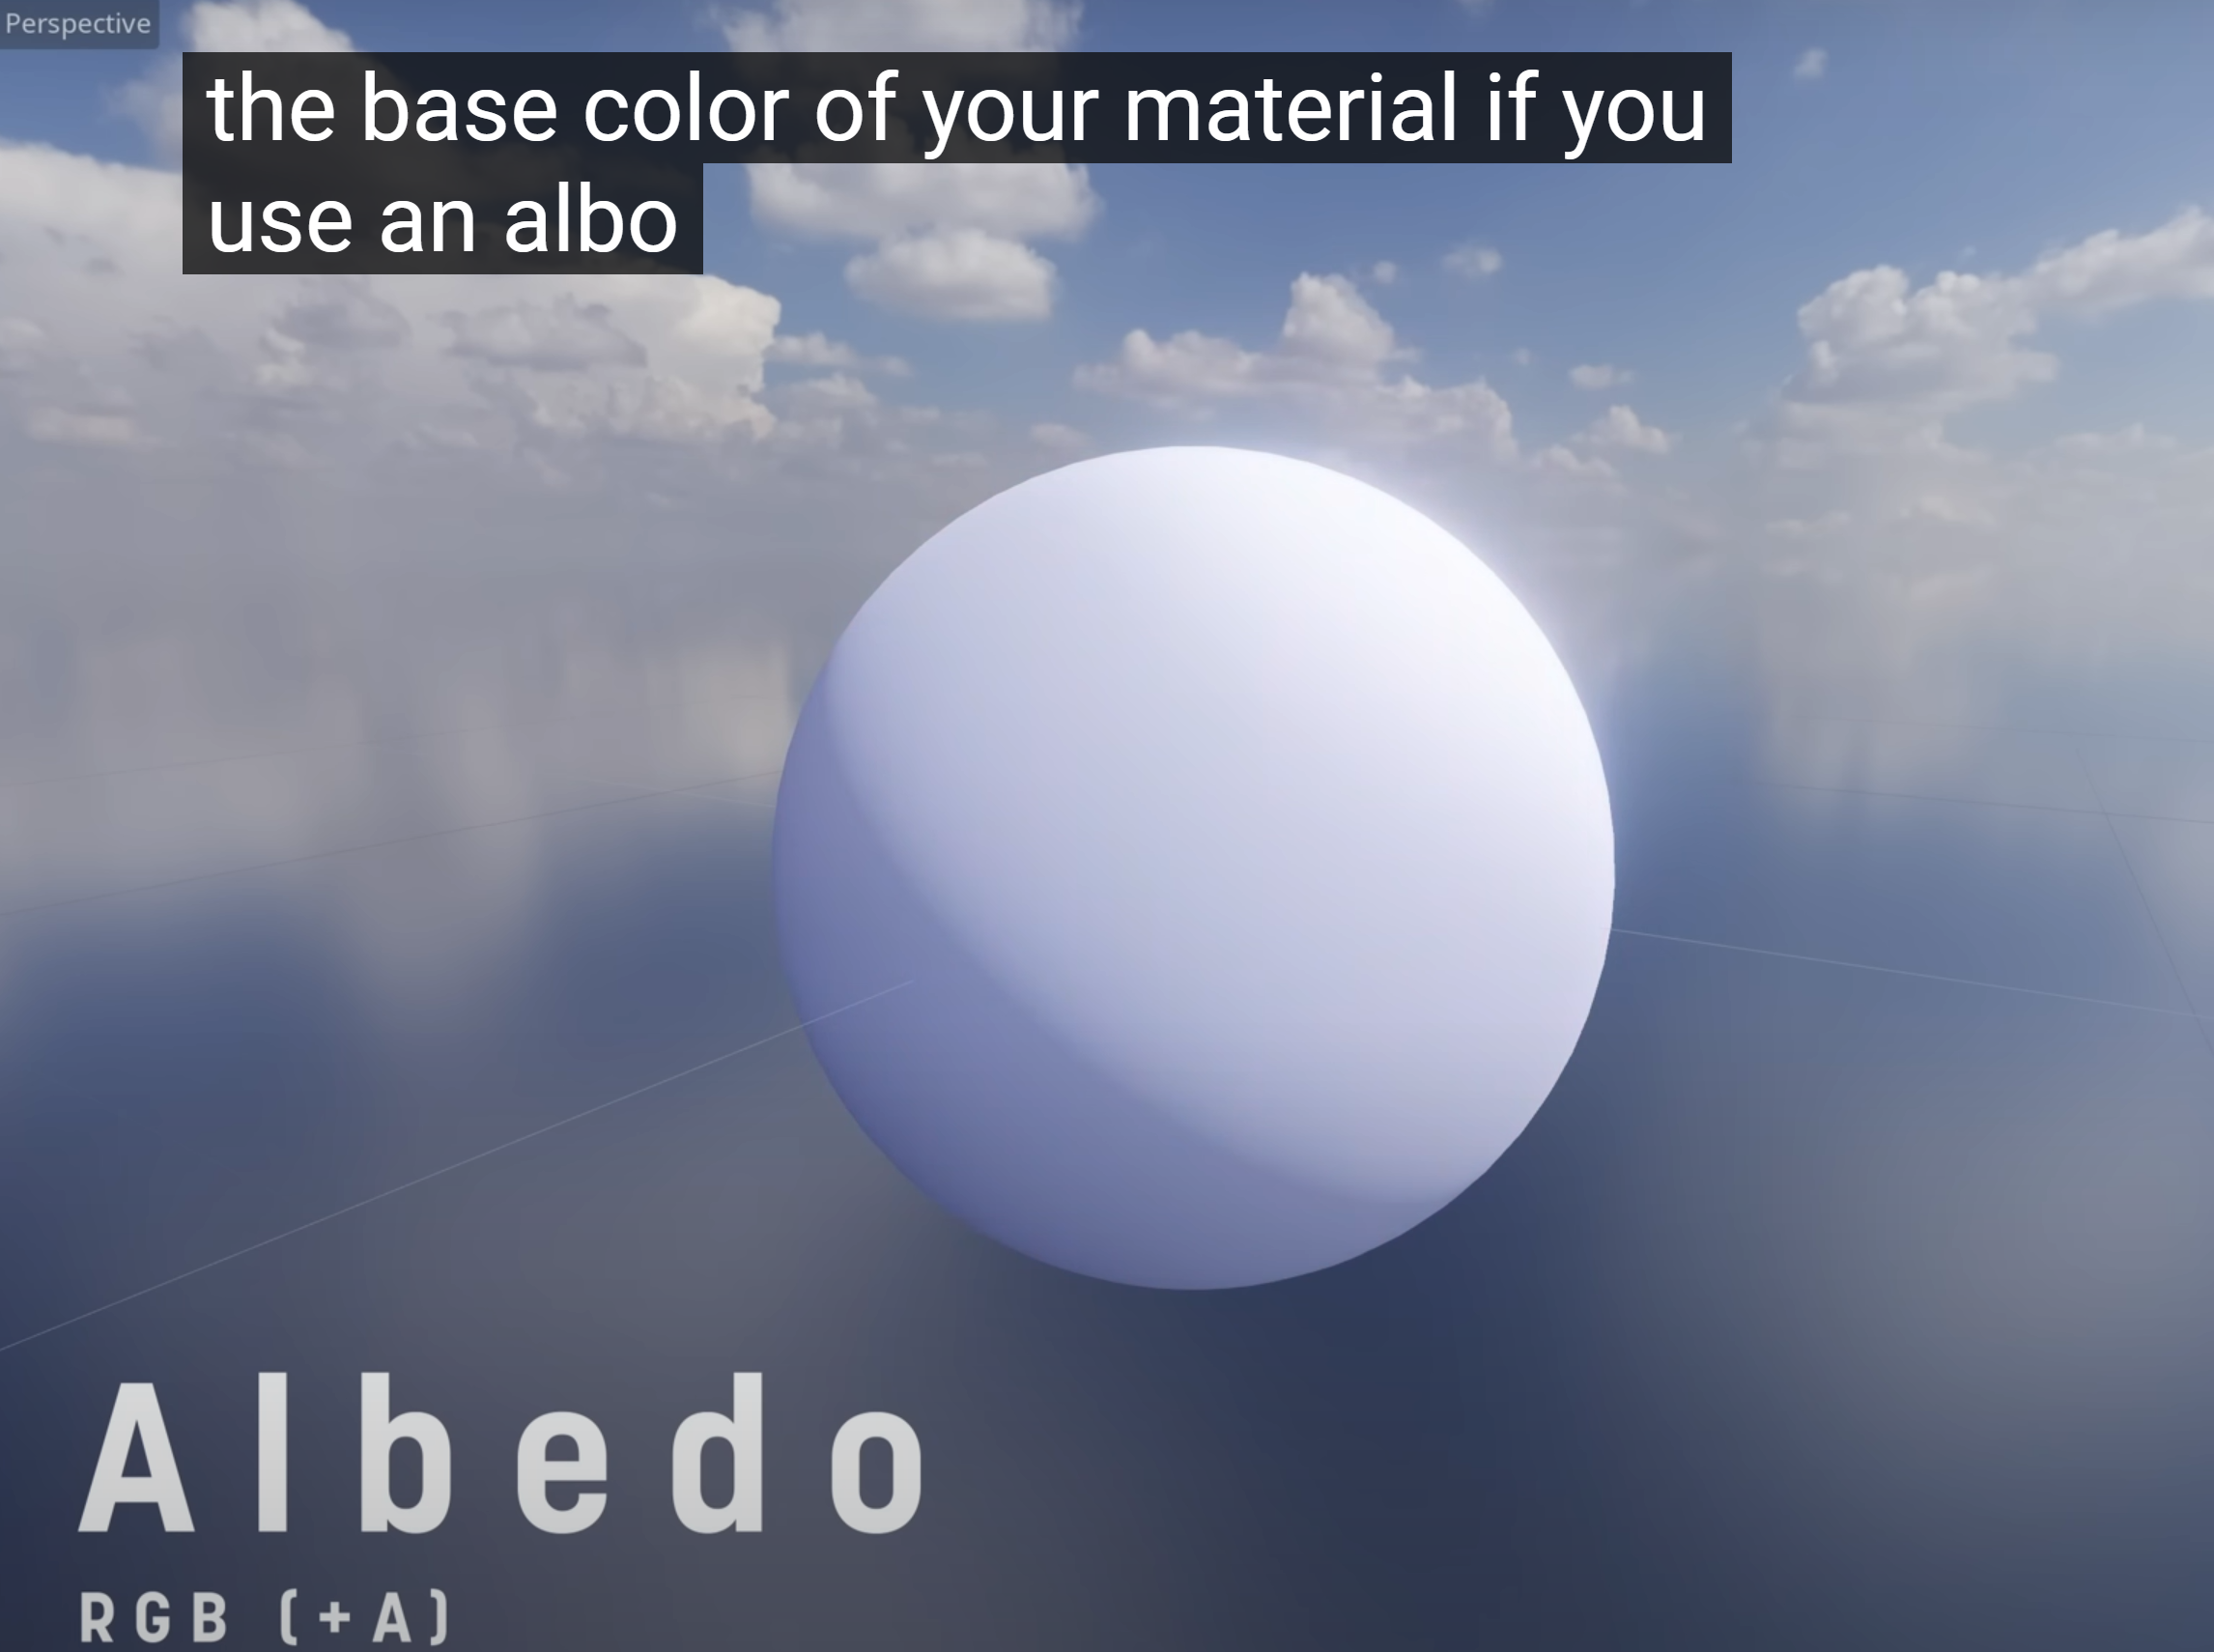 Perspective
the base color of your material if you
use an albo
Albedo
RGB (+A)